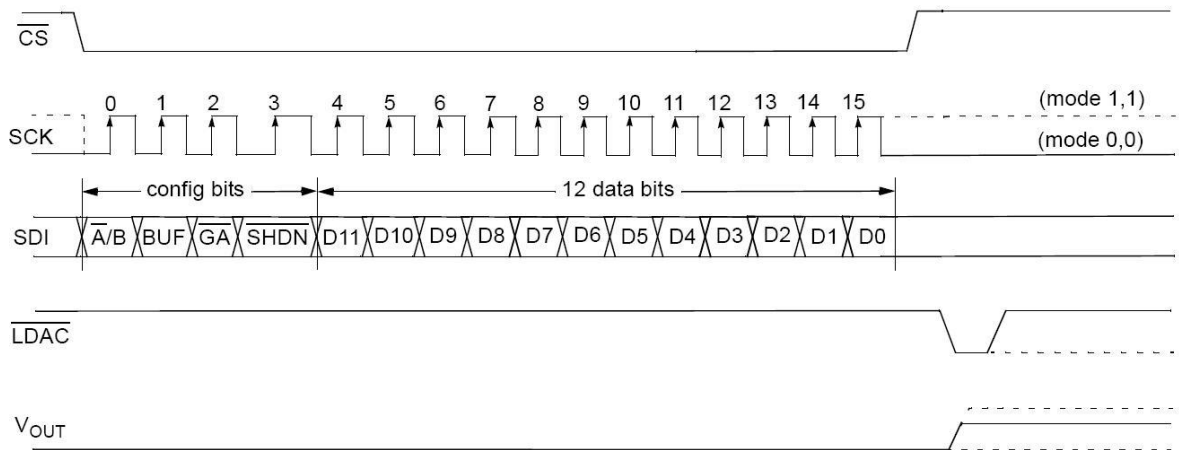 CS
0 1 2 3 4 5 6 7 8 9 10 11 12 13 14 15 (mode 1,1)
SCK (mode 0,0)
config bits 12 data bits
SDI A/B BUF GA SHDN D11 D10 D9 D8 D7 D6 D5 D4 D3 D2 D1 D0
LDAC
VOUT